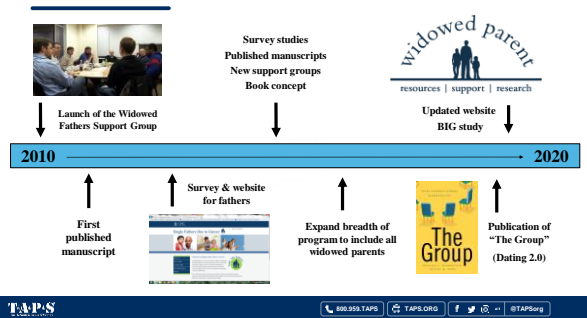 widowed parent
resources | support | research
Survey studies
Published manuscripts
New support groups
Book concept
Launch of the Widowed
Fathers Support Group
Updated website
BIG study
2010
2020
First
published
manuscript
Survey & website
for fathers
Expand breadth of
program to include all
widowed parents
The
Group
Publication of
“The Group”
(Dating 2.0)
T·A·P·S
800.959.TAPS
TAPS.ORG
@TAPSorg